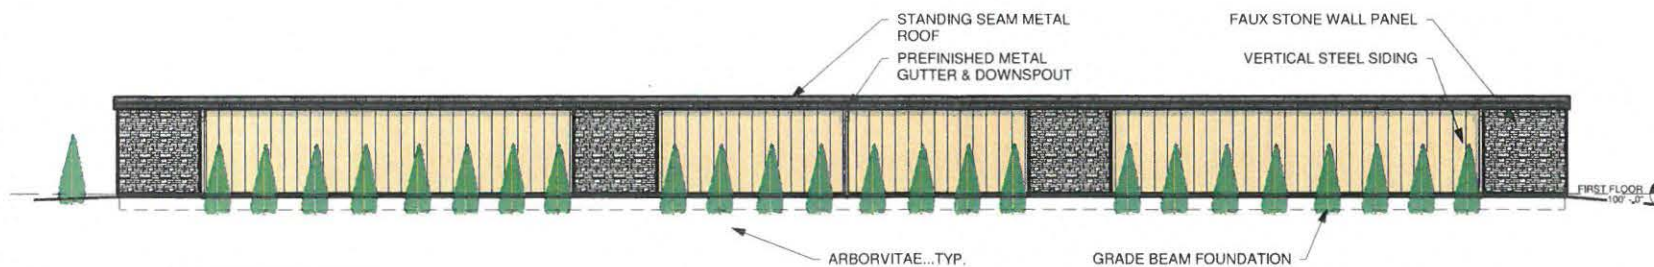 STANDING SEAM METAL
ROOF
PREFINISHED METAL
GUTTER & DOWNSPOUT
FAUX STONE WALL PANEL
VERTICAL STEEL SIDING
FIRST FLOOR
100' - 0"
ARBORVITAE...TYP.
GRADE BEAM FOUNDATION